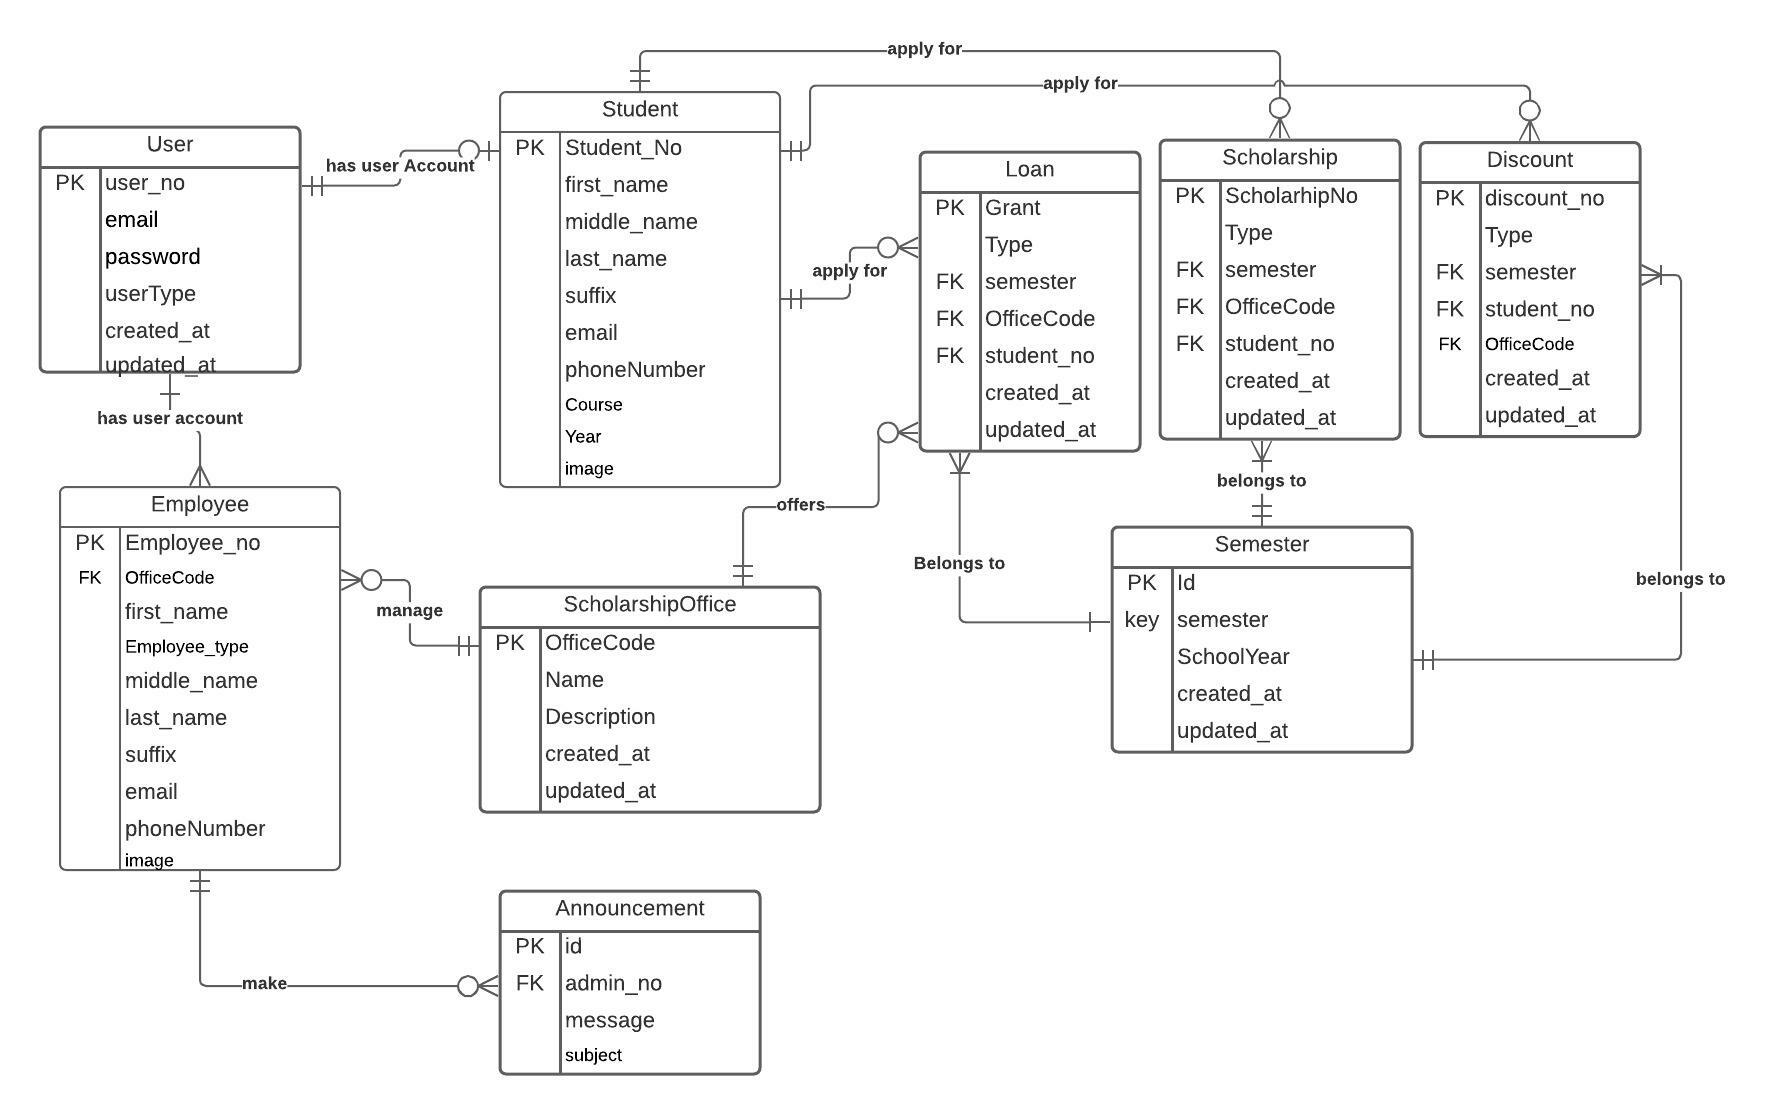 apply for
apply for
User
PK user_no
email
password
userType
created_at
updated_at
has user Account
Student
PK Student_No
first_name
middle_name
last_name
suffix
email
phoneNumber
Course
Year
image
apply for
Loan
PK Grant
Type
FK semester
FK OfficeCode
FK student_no
created_at
updated_at
Scholarship
PK ScholarhipNo
Type
FK semester
FK OfficeCode
FK student_no
created_at
updated_at
Discount
PK discount_no
Type
FK semester
FK student_no
FK OfficeCode
created_at
updated_at
has user account
Employee
PK Employee_no
FK OfficeCode
first_name
Employee_type
middle_name
last_name
suffix
email
phoneNumber
image
manage
offers
ScholarshipOffice
PK OfficeCode
Name
Description
created_at
updated_at
Belongs to
belongs to
Semester
PK Id
key semester
SchoolYear
created_at
updated_at
belongs to
make
Announcement
PK id
FK admin_no
message
subject